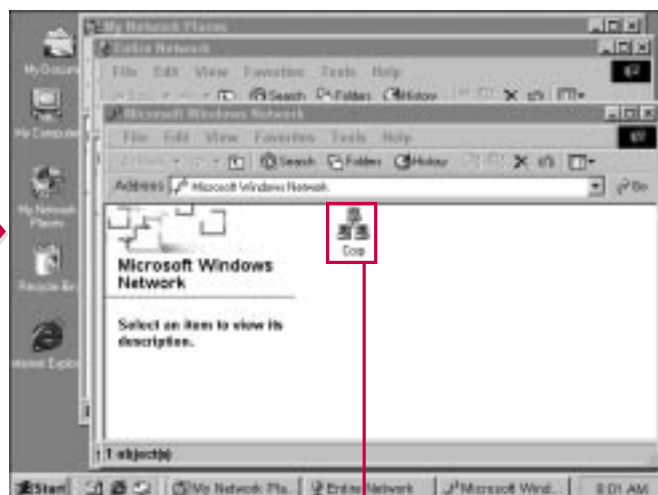 My Network Places
Entire Network
File Edit View Favorites Tools Help
Search Folders History
Microsoft Windows Network
File Edit View Favorites Tools Help
Search Folders History
Address Microsoft Windows Network Go
My Computer
My Network Places
Recycle Bin
Corp
Microsoft Windows Network
Select an item to view its description.
1 object(s)
Start My Network Pla... Entire Network Microsoft Wind... 8:01 AM